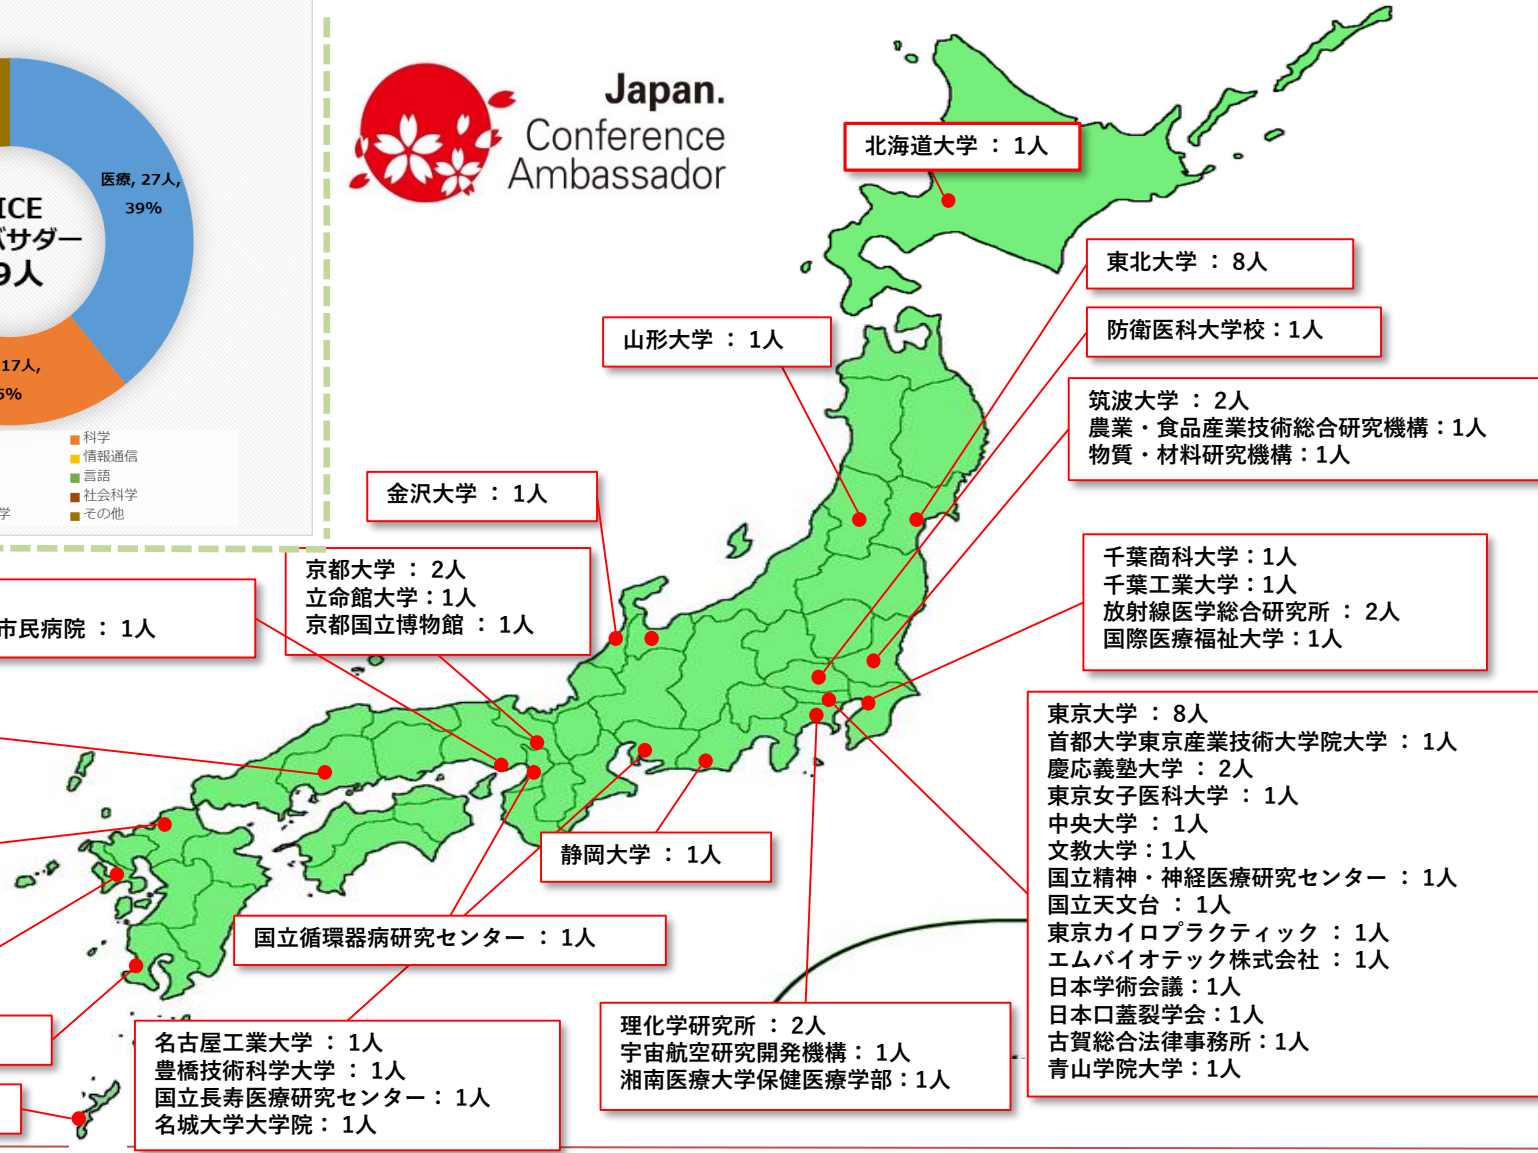 医療, 27人,
39%
ICE
バサダー
9人
17人,
5%
科学
情報通信
言語
社会科学
学
その他
Japan.
Conference
Ambassador
北海道大学 ： 1人
東北大学 ： 8人
防衛医科大学校：1人
山形大学 ： 1人
筑波大学 ： 2人
農業・食品産業技術総合研究機構：1人
物質・材料研究機構：1人
金沢大学 ： 1人
京都大学 ： 2人
立命館大学：1人
京都国立博物館 ： 1人
市民病院 ： 1人
千葉商科大学：1人
千葉工業大学：1人
放射線医学総合研究所 ： 2人
国際医療福祉大学：1人
東京大学 ： 8人
首都大学東京産業技術大学院大学 ： 1人
慶応義塾大学 ： 2人
東京女子医科大学 ： 1人
中央大学 ： 1人
文教大学：1人
国立精神・神経医療研究センター ： 1人
国立天文台 ： 1人
東京カイロプラクティック ： 1人
エムバイオテック株式会社 ： 1人
日本学術会議：1人
日本口蓋裂学会：1人
古賀総合法律事務所：1人
青山学院大学：1人
静岡大学 ： 1人
国立循環器病研究センター ： 1人
理化学研究所 ： 2人
宇宙航空研究開発機構： 1人
湘南医療大学保健医療学部：1人
名古屋工業大学 ： 1人
豊橋技術科学大学 ： 1人
国立長寿医療研究センター： 1人
名城大学大学院： 1人